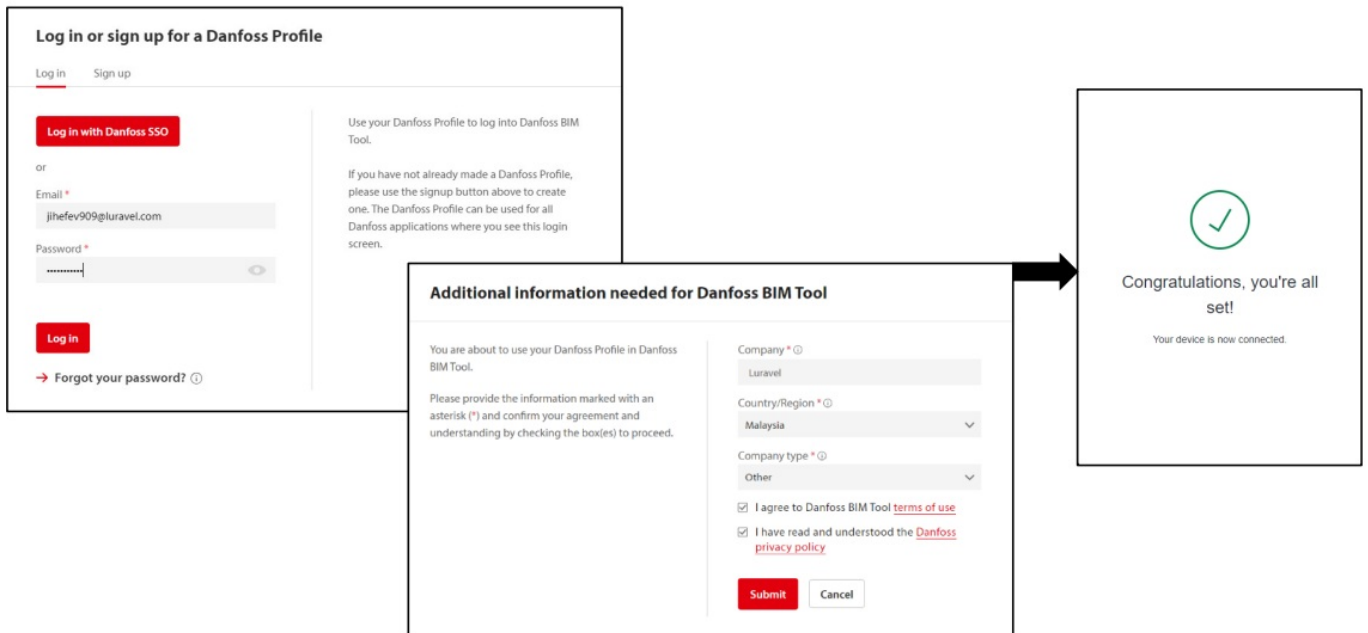 Log in or sign up for a Danfoss Profile
Log in Sign up
Log in with Danfoss SSO
or
Email *
jihefev909@luravel.com
Password *
Log in
→ Forgot your password?
Use your Danfoss Profile to log into Danfoss BIM
Tool.
If you have not already made a Danfoss Profile,
please use the signup button above to create
one. The Danfoss Profile can be used for all
Danfoss applications where you see this login
screen.
Additional information needed for Danfoss BIM Tool
You are about to use your Danfoss Profile in Danfoss
BIM Tool.
Please provide the information marked with an
asterisk (*) and confirm your agreement and
understanding by checking the box(es) to proceed.
Company *
Luravel
Country/Region *
Malaysia
Company type *
Other
I agree to Danfoss BIM Tool terms of use
I have read and understood the Danfoss
privacy policy
Submit Cancel
Congratulations, you're all
set!
Your device is now connected.